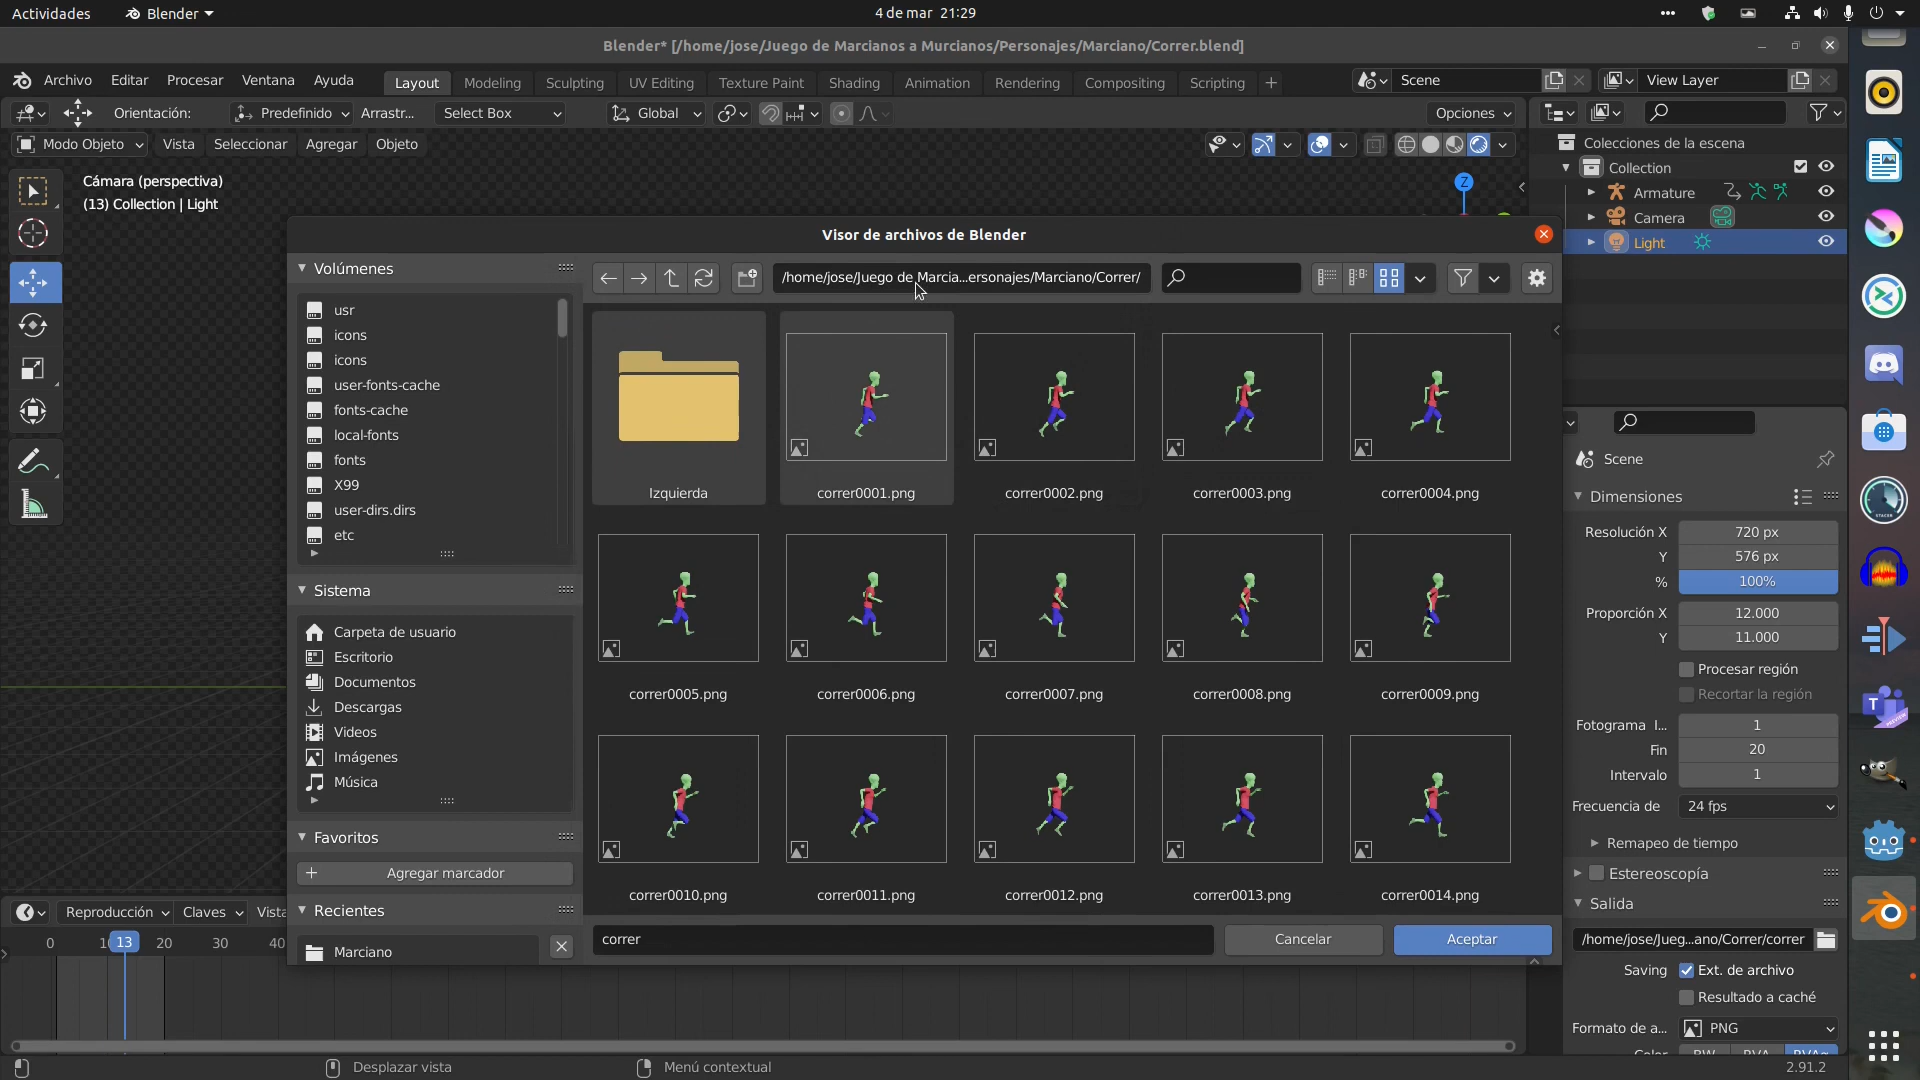 Actividades
Blender
4 de mar 21:29
Blender* [/home/jose/Juego de Marcianos a Murcianos/Personajes/Marciano/Correr.blend]
Archivo Editar Procesar Ventana Ayuda
Layout Modeling Sculpting UV Editing Texture Paint Shading Animation Rendering Compositing Scripting +
Scene
View Layer
Orientación: Predefinido Arrastr... Select Box
Global
Opciones
Modo Objeto Vista Seleccionar Agregar Objeto
Cámara (perspectiva)
(13) Collection | Light
Z
Colecciones de la escena
Collection
Armature
Camera
Light
Visor de archivos de Blender
Volúmenes
/home/jose/Juego de Marcia...ersonajes/Marciano/Correr/
usr
icons
icons
user-fonts-cache
fonts-cache
local-fonts
fonts
X99
user-dirs.dirs
etc
Sistema
Carpeta de usuario
Escritorio
Documentos
Descargas
Videos
Imágenes
Música
Favoritos
Agregar marcador
Recientes
Marciano
Izquierda
correr0001.png
correr0002.png
correr0003.png
correr0004.png
correr0005.png
correr0006.png
correr0007.png
correr0008.png
correr0009.png
correr0010.png
correr0011.png
correr0012.png
correr0013.png
correr0014.png
correr
Cancelar
Aceptar
Scene
Dimensiones
Resolución X 720 px
Y 576 px
% 100%
Proporción X 12.000
Y 11.000
Procesar región
Recortar la región
Fotograma I... 1
Fin 20
Intervalo 1
Frecuencia de 24 fps
Remapeo de tiempo
Estereoscopía
Salida
/home/jose/Jueg...ano/Correr/correr
Saving Ext. de archivo
Resultado a caché
Formato de a... PNG
Color BW RVA RVAα
Reproducción Claves Vista
0 10 13 20 30 40
Desplazar vista
Menú contextual
2.91.2
STACER
T
PREVIEW